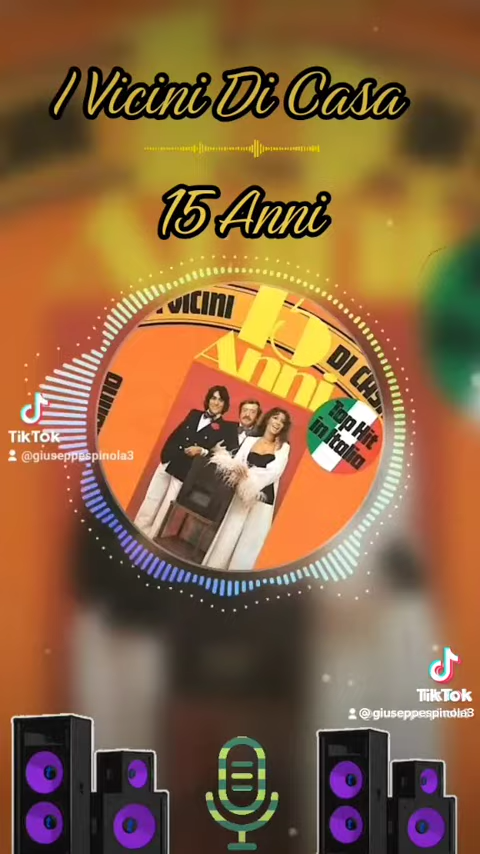 I Vicini Di Casa
15 Anni
VICINI
15
DI CAS
Anni
Top Hit
in Italia
TikTok
@giuseppespinola3
TikTok
@giuseppespinola3